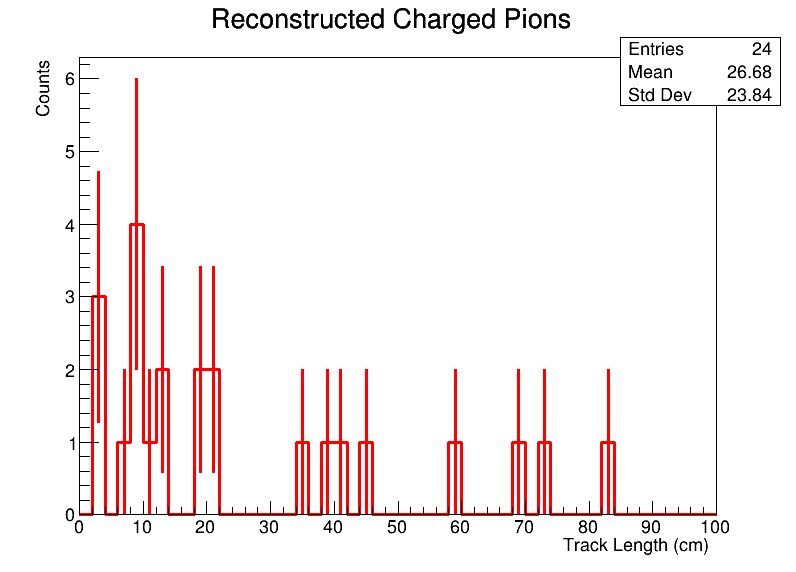 Reconstructed Charged Pions
Entries 24
Mean 26.68
Std Dev 23.84
Counts
6
5
4
3
2
1
0
0 10 20 30 40 50 60 70 80 90 100
Track Length (cm)